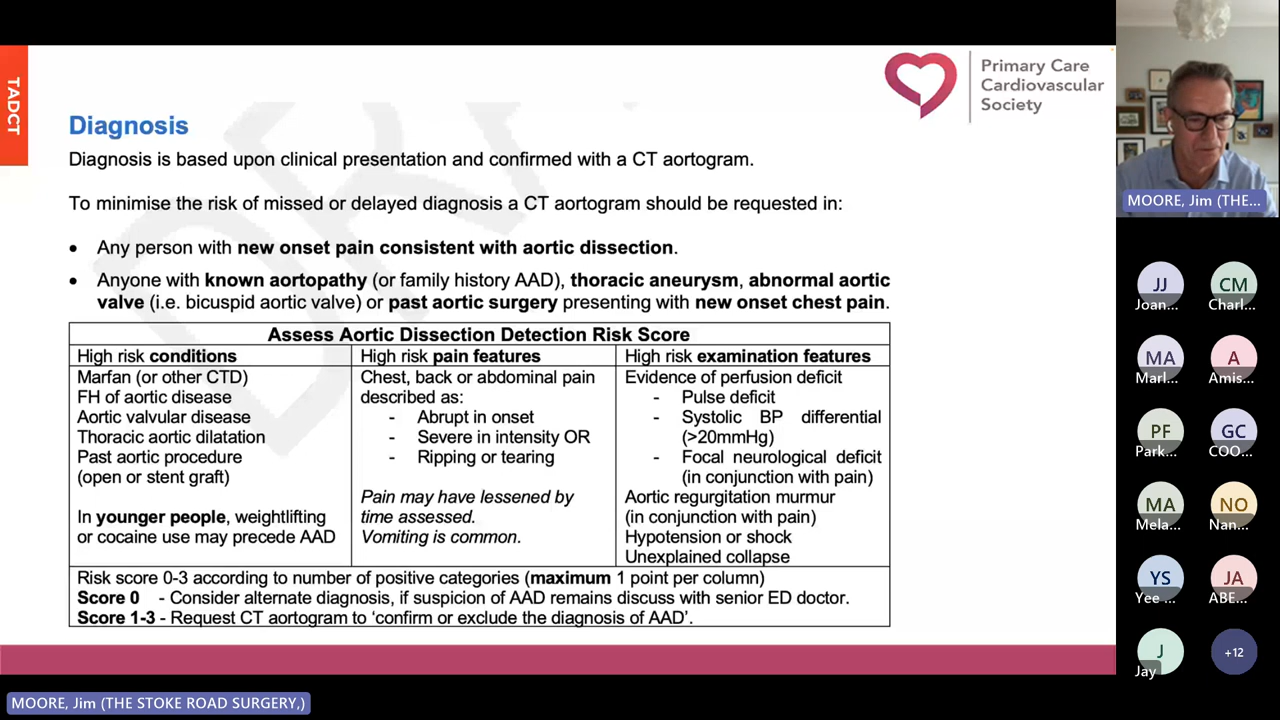 TADCT
Primary Care
Cardiovascular
Society
Diagnosis
Diagnosis is based upon clinical presentation and confirmed with a CT aortogram.
To minimise the risk of missed or delayed diagnosis a CT aortogram should be requested in:
• Any person with new onset pain consistent with aortic dissection.
• Anyone with known aortopathy (or family history AAD), thoracic aneurysm, abnormal aortic
valve (i.e. bicuspid aortic valve) or past aortic surgery presenting with new onset chest pain.
Assess Aortic Dissection Detection Risk Score
High risk conditions
Marfan (or other CTD)
FH of aortic disease
Aortic valvular disease
Thoracic aortic dilatation
Past aortic procedure
(open or stent graft)
In younger people, weightlifting
or cocaine use may precede AAD
High risk pain features
Chest, back or abdominal pain
described as:
- Abrupt in onset
- Severe in intensity OR
- Ripping or tearing
Pain may have lessened by
time assessed.
Vomiting is common.
High risk examination features
Evidence of perfusion deficit
- Pulse deficit
- Systolic BP differential
(>20mmHg)
- Focal neurological deficit
(in conjunction with pain)
Aortic regurgitation murmur
(in conjunction with pain)
Hypotension or shock
Unexplained collapse
Risk score 0-3 according to number of positive categories (maximum 1 point per column)
Score 0 - Consider alternate diagnosis, if suspicion of AAD remains discuss with senior ED doctor.
Score 1-3 - Request CT aortogram to ‘confirm or exclude the diagnosis of AAD’.
MOORE, Jim (THE STOKE ROAD SURGERY,)
MOORE, Jim (THE...
JJ
Joan...
CM
Charl...
MA
Marl...
A
Amis...
PF
Park...
GC
COO...
MA
Mela...
NO
Nan...
YS
Yee ...
JA
ABE...
J
Jay
+12